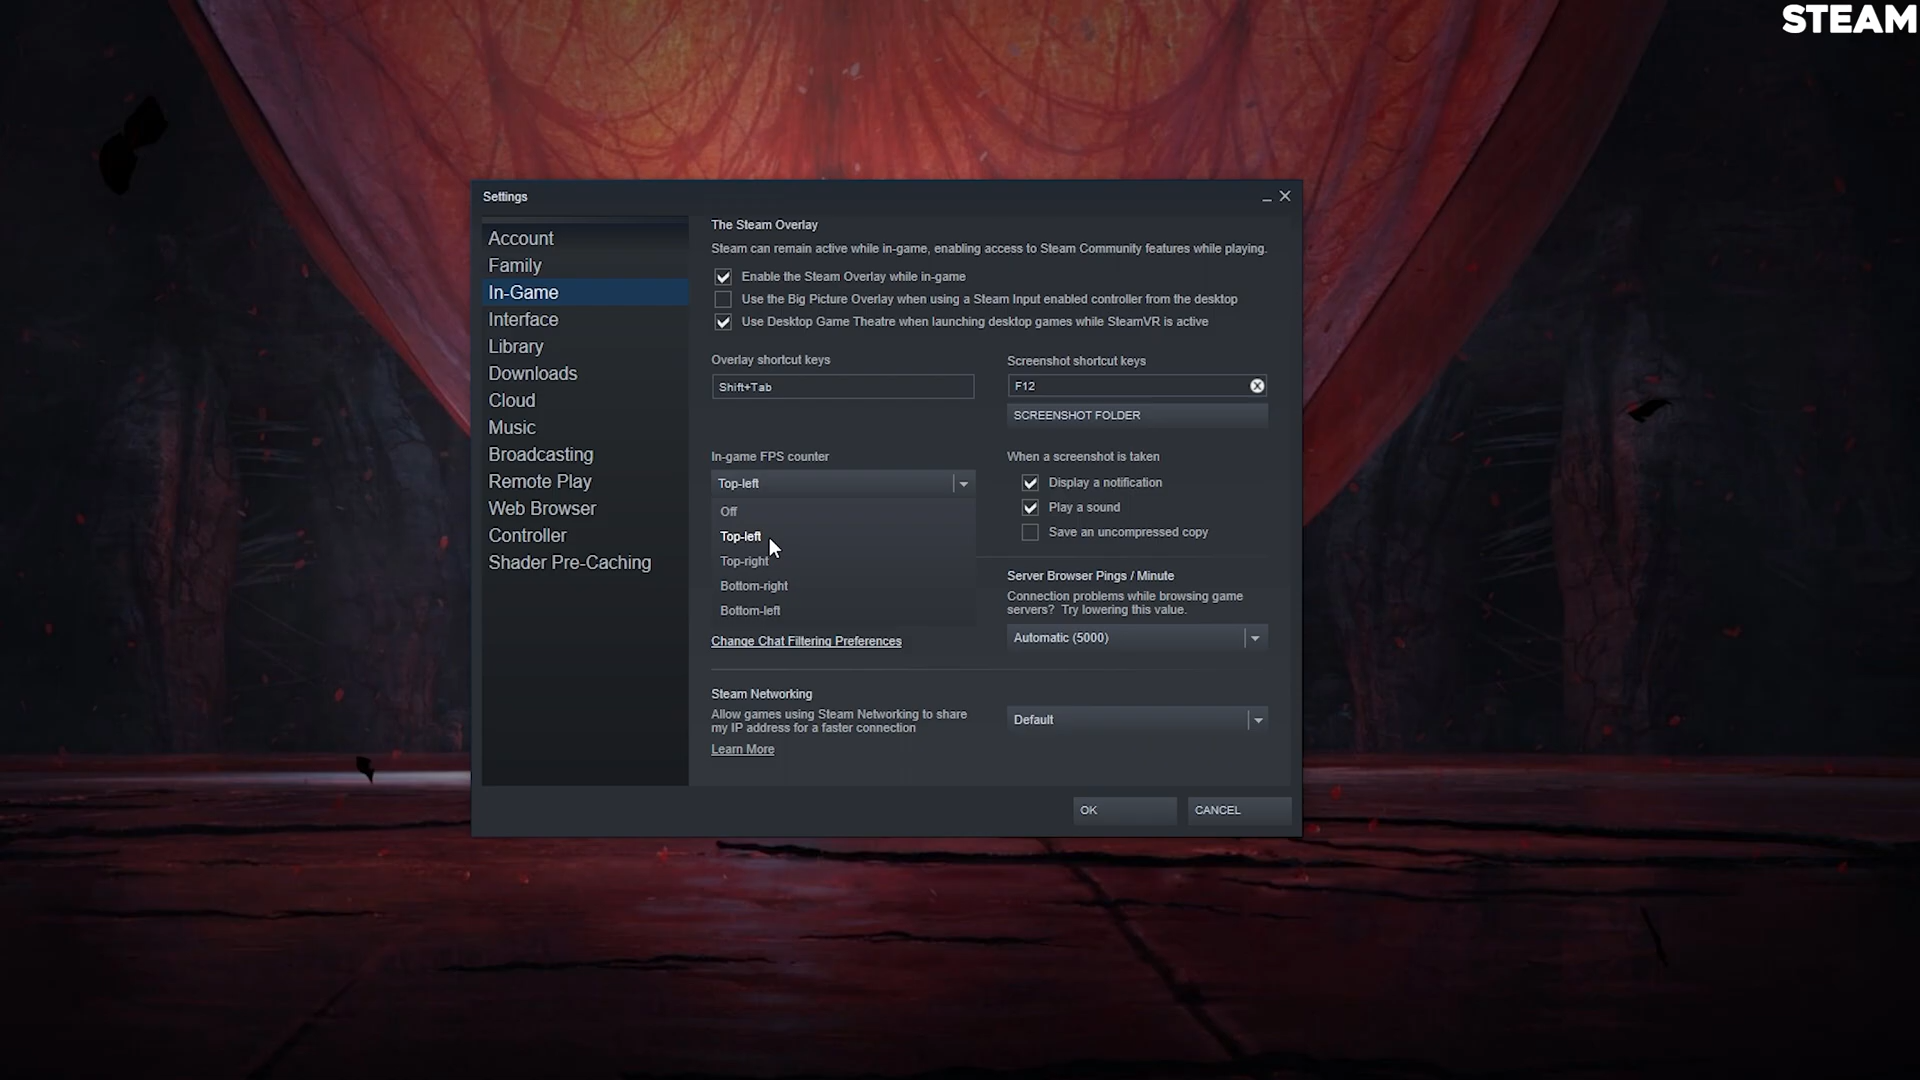 STEAM
Settings
Account
Family
In-Game
Interface
Library
Downloads
Cloud
Music
Broadcasting
Remote Play
Web Browser
Controller
Shader Pre-Caching
The Steam Overlay
Steam can remain active while in-game, enabling access to Steam Community features while playing.
Enable the Steam Overlay while in-game
Use the Big Picture Overlay when using a Steam Input enabled controller from the desktop
Use Desktop Game Theatre when launching desktop games while SteamVR is active
Overlay shortcut keys
Shift+Tab
Screenshot shortcut keys
F12
SCREENSHOT FOLDER
In-game FPS counter
Top-left
Off
Top-left
Top-right
Bottom-right
Bottom-left
Change Chat Filtering Preferences
When a screenshot is taken
Display a notification
Play a sound
Save an uncompressed copy
Server Browser Pings / Minute
Connection problems while browsing game
servers? Try lowering this value.
Automatic (5000)
Steam Networking
Allow games using Steam Networking to share
my IP address for a faster connection
Learn More
Default
OK
CANCEL